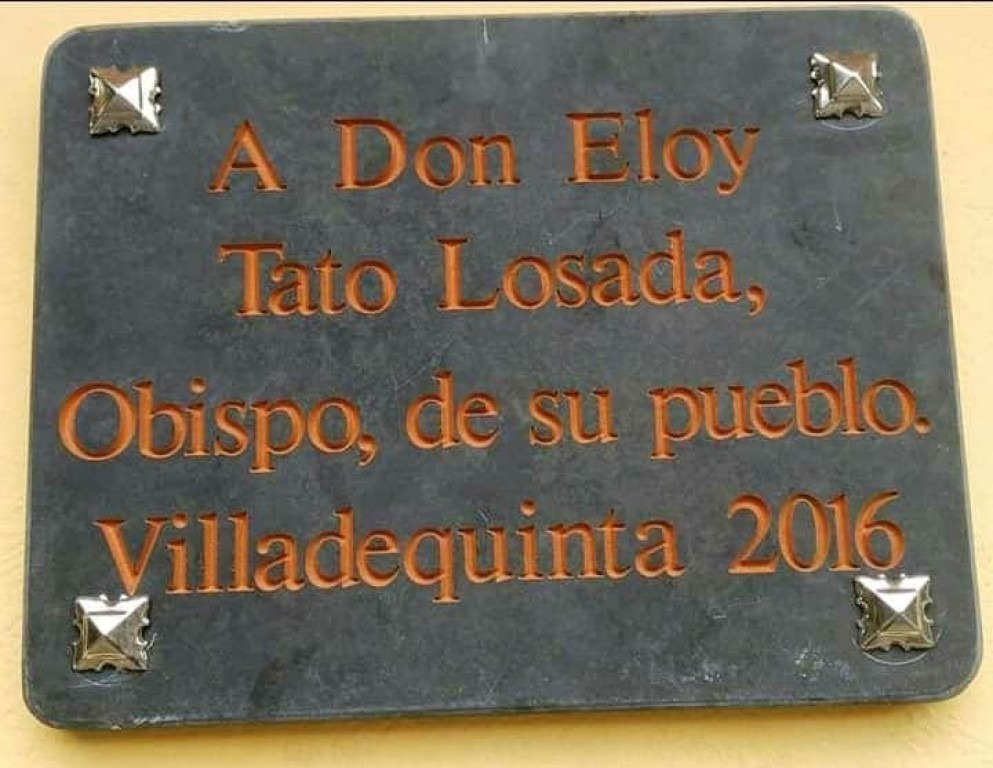 A Don Eloy
Tato Losada,
Obispo, de su pueblo.
Villadequinta 2016